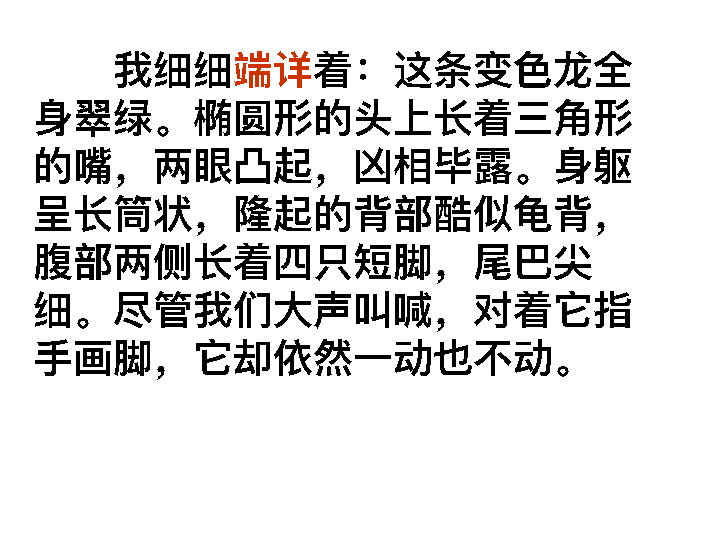 我细细端详着：这条变色龙全
身翠绿。椭圆形的头上长着三角形
的嘴，两眼凸起，凶相毕露。身躯
呈长筒状，隆起的背部酷似龟背，
腹部两侧长着四只短脚，尾巴尖
细。尽管我们大声叫喊，对着它指
手画脚，它却依然一动也不动。